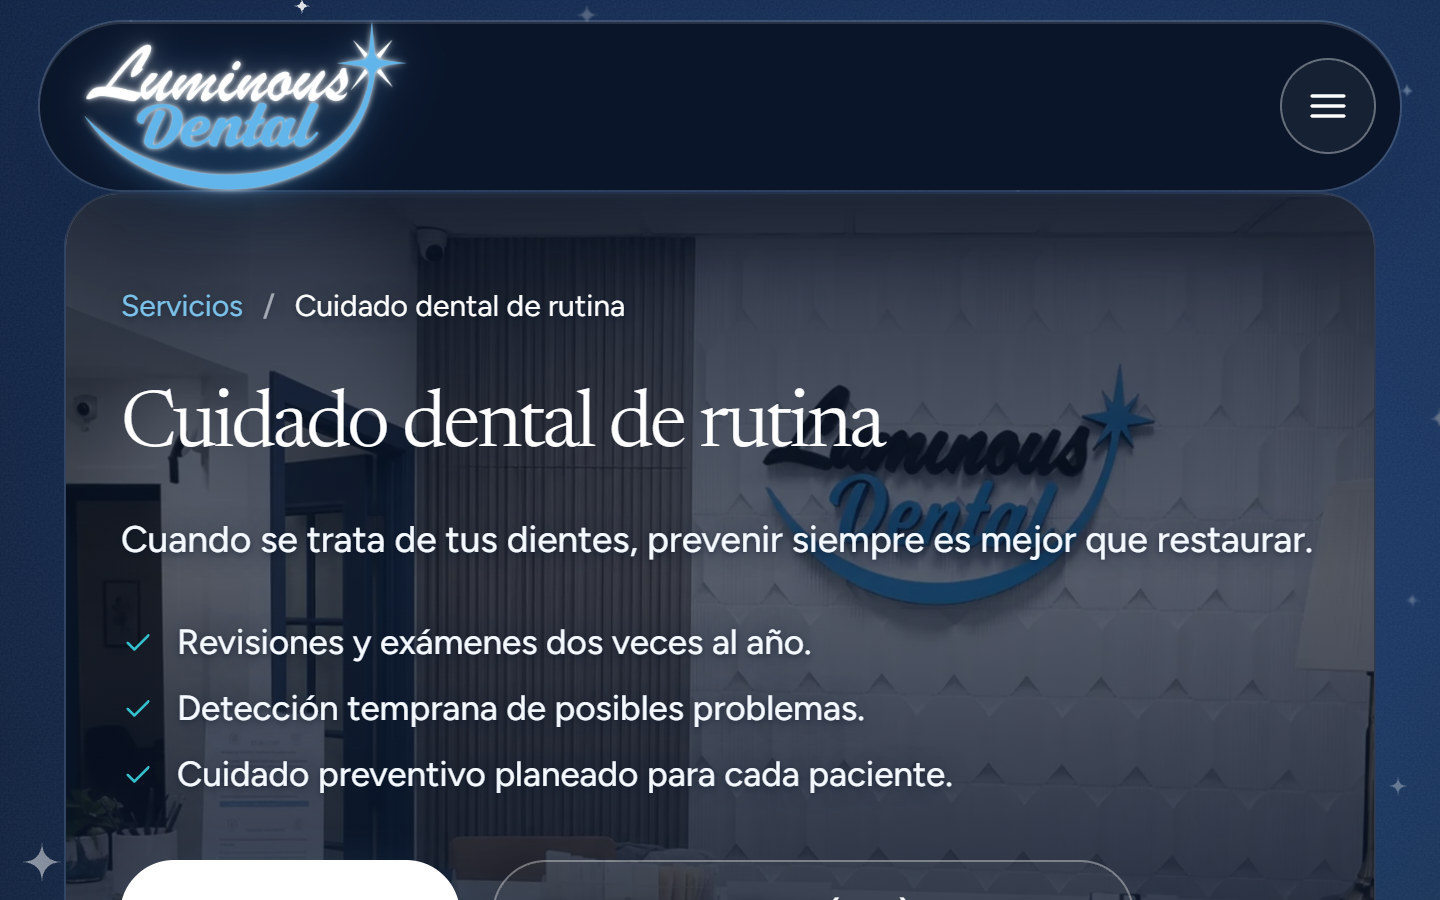 Luminous
Dental
Servicios / Cuidado dental de rutina
Cuidado dental de rutina
Luminous
Dental
Cuando se trata de tus dientes, prevenir siempre es mejor que restaurar.
Revisiones y exámenes dos veces al año.
Detección temprana de posibles problemas.
Cuidado preventivo planeado para cada paciente.